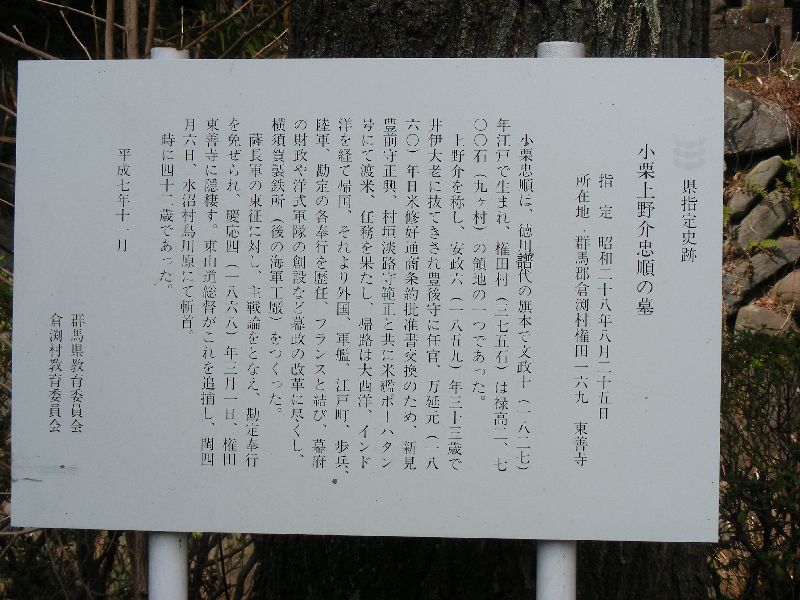 県指定史跡
小栗上野介忠順の墓
指 定 昭和二十八年八月二十五日
所在地 群馬郡倉渕村権田一六九 東善寺
小栗忠順は、徳川譜代の旗本で文政十（一八二七）
年江戸で生まれ、権田村（三七五石）は禄高二、七
〇〇石（九ヶ村）の領地の一つであった。
上野介を称し、安政六（一八五九）年三十三歳で
井伊大老に抜てきされ豊後守に任官、万延元（一八
六〇）年日米修好通商条約批准書交換のため、新見
豊前守正興、村垣淡路守範正と共に米艦ポーハタン
号にて渡米、任務を果たし、帰路は大西洋、インド
洋を経て帰国、それより外国、軍艦、江戸町、歩兵、
陸軍、勘定の各奉行を歴任、フランスと結び、幕府
の財政や洋式軍隊の創設など幕政の改革に尽くし、
横須賀製鉄所（後の海軍工廠）をつくった。
薩長軍の東征に対し、主戦論をとなえ、勘定奉行
を免ぜられ、慶応四（一八六八）年三月一日、権田
東善寺に隠棲す。東山道総督がこれを追捕し、閏四
月六日、水沼村烏川原にて斬首。
時に四十二歳であった。
平成七年十一月
群馬県教育委員会
倉渕村教育委員会